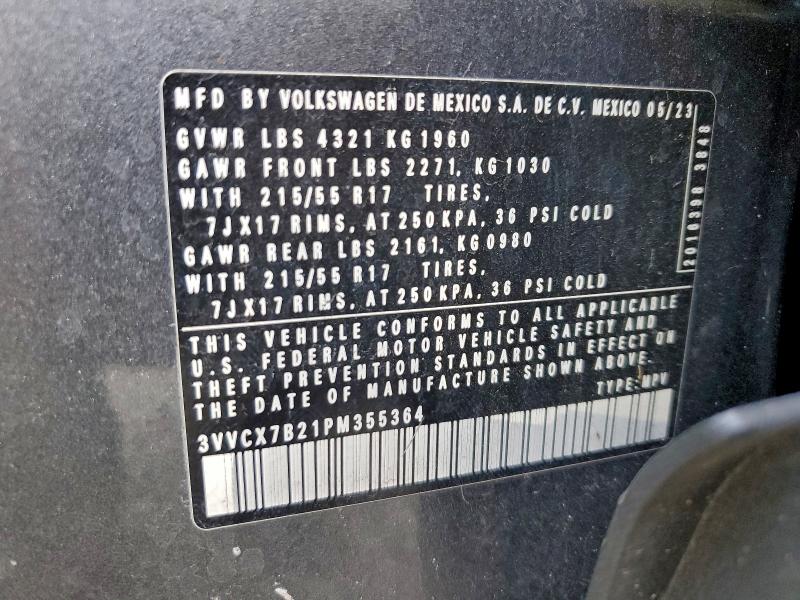 MFD BY VOLKSWAGEN DE MEXICO S.A. DE C.V. MEXICO 05/23
GVWR LBS 4321 KG 1960
GAWR FRONT LBS 2271, KG 1030
WITH 215/55 R17 TIRES,
7JX17 RIMS, AT 250 KPA, 36 PSI COLD
GAWR REAR LBS 2161, KG 0980
WITH 215/55 R17 TIRES,
7JX17 RIMS, AT 250 KPA, 36 PSI COLD
2010398 3848
THIS VEHICLE CONFORMS TO ALL APPLICABLE
U.S. FEDERAL MOTOR VEHICLE SAFETY AND
THEFT PREVENTION STANDARDS IN EFFECT ON
THE DATE OF MANUFACTURE SHOWN ABOVE.
TYPE: MPV
3VVCX7B21PM355364